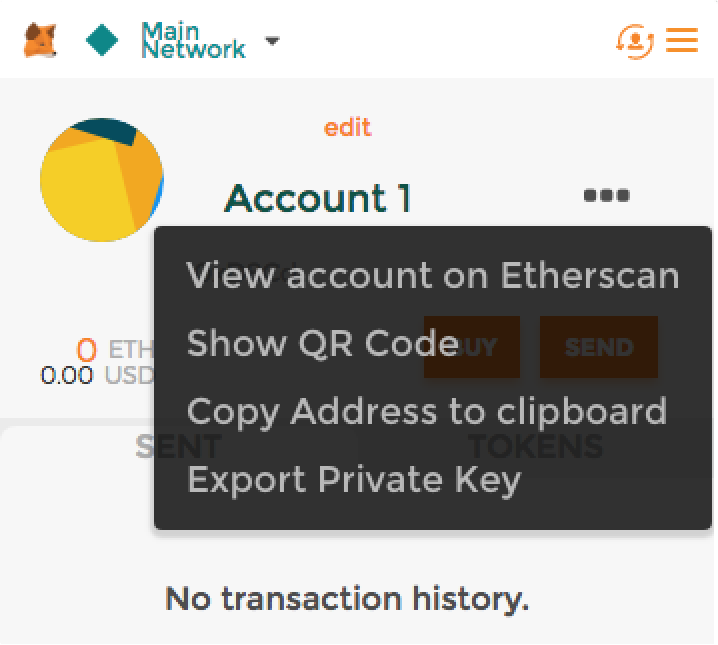 Main
Network
edit
Account 1
View account on Etherscan
Show QR Code
BUY
SEND
0 ETH
0.00 USD
Copy Address to clipboard
SENT
TOKENS
Export Private Key
No transaction history.